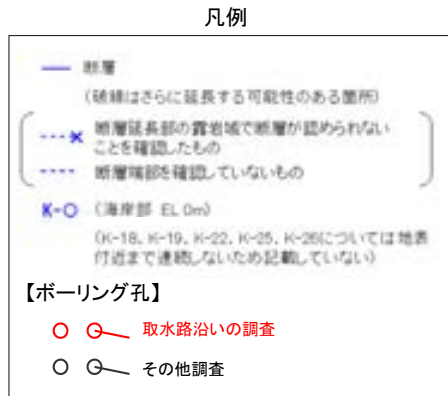 凡例
断層
(破線はさらに延長する可能性のある箇所)
断層延長部の露岩域で断層が認められない
ことを確認したもの
断層端部を確認していないもの
K-○ (海岸部 EL 0m)
(K-18、K-19、K-22、K-25、K-26については地表
付近まで連続しないため記載していない)
【ボーリング孔】
取水路沿いの調査
その他調査